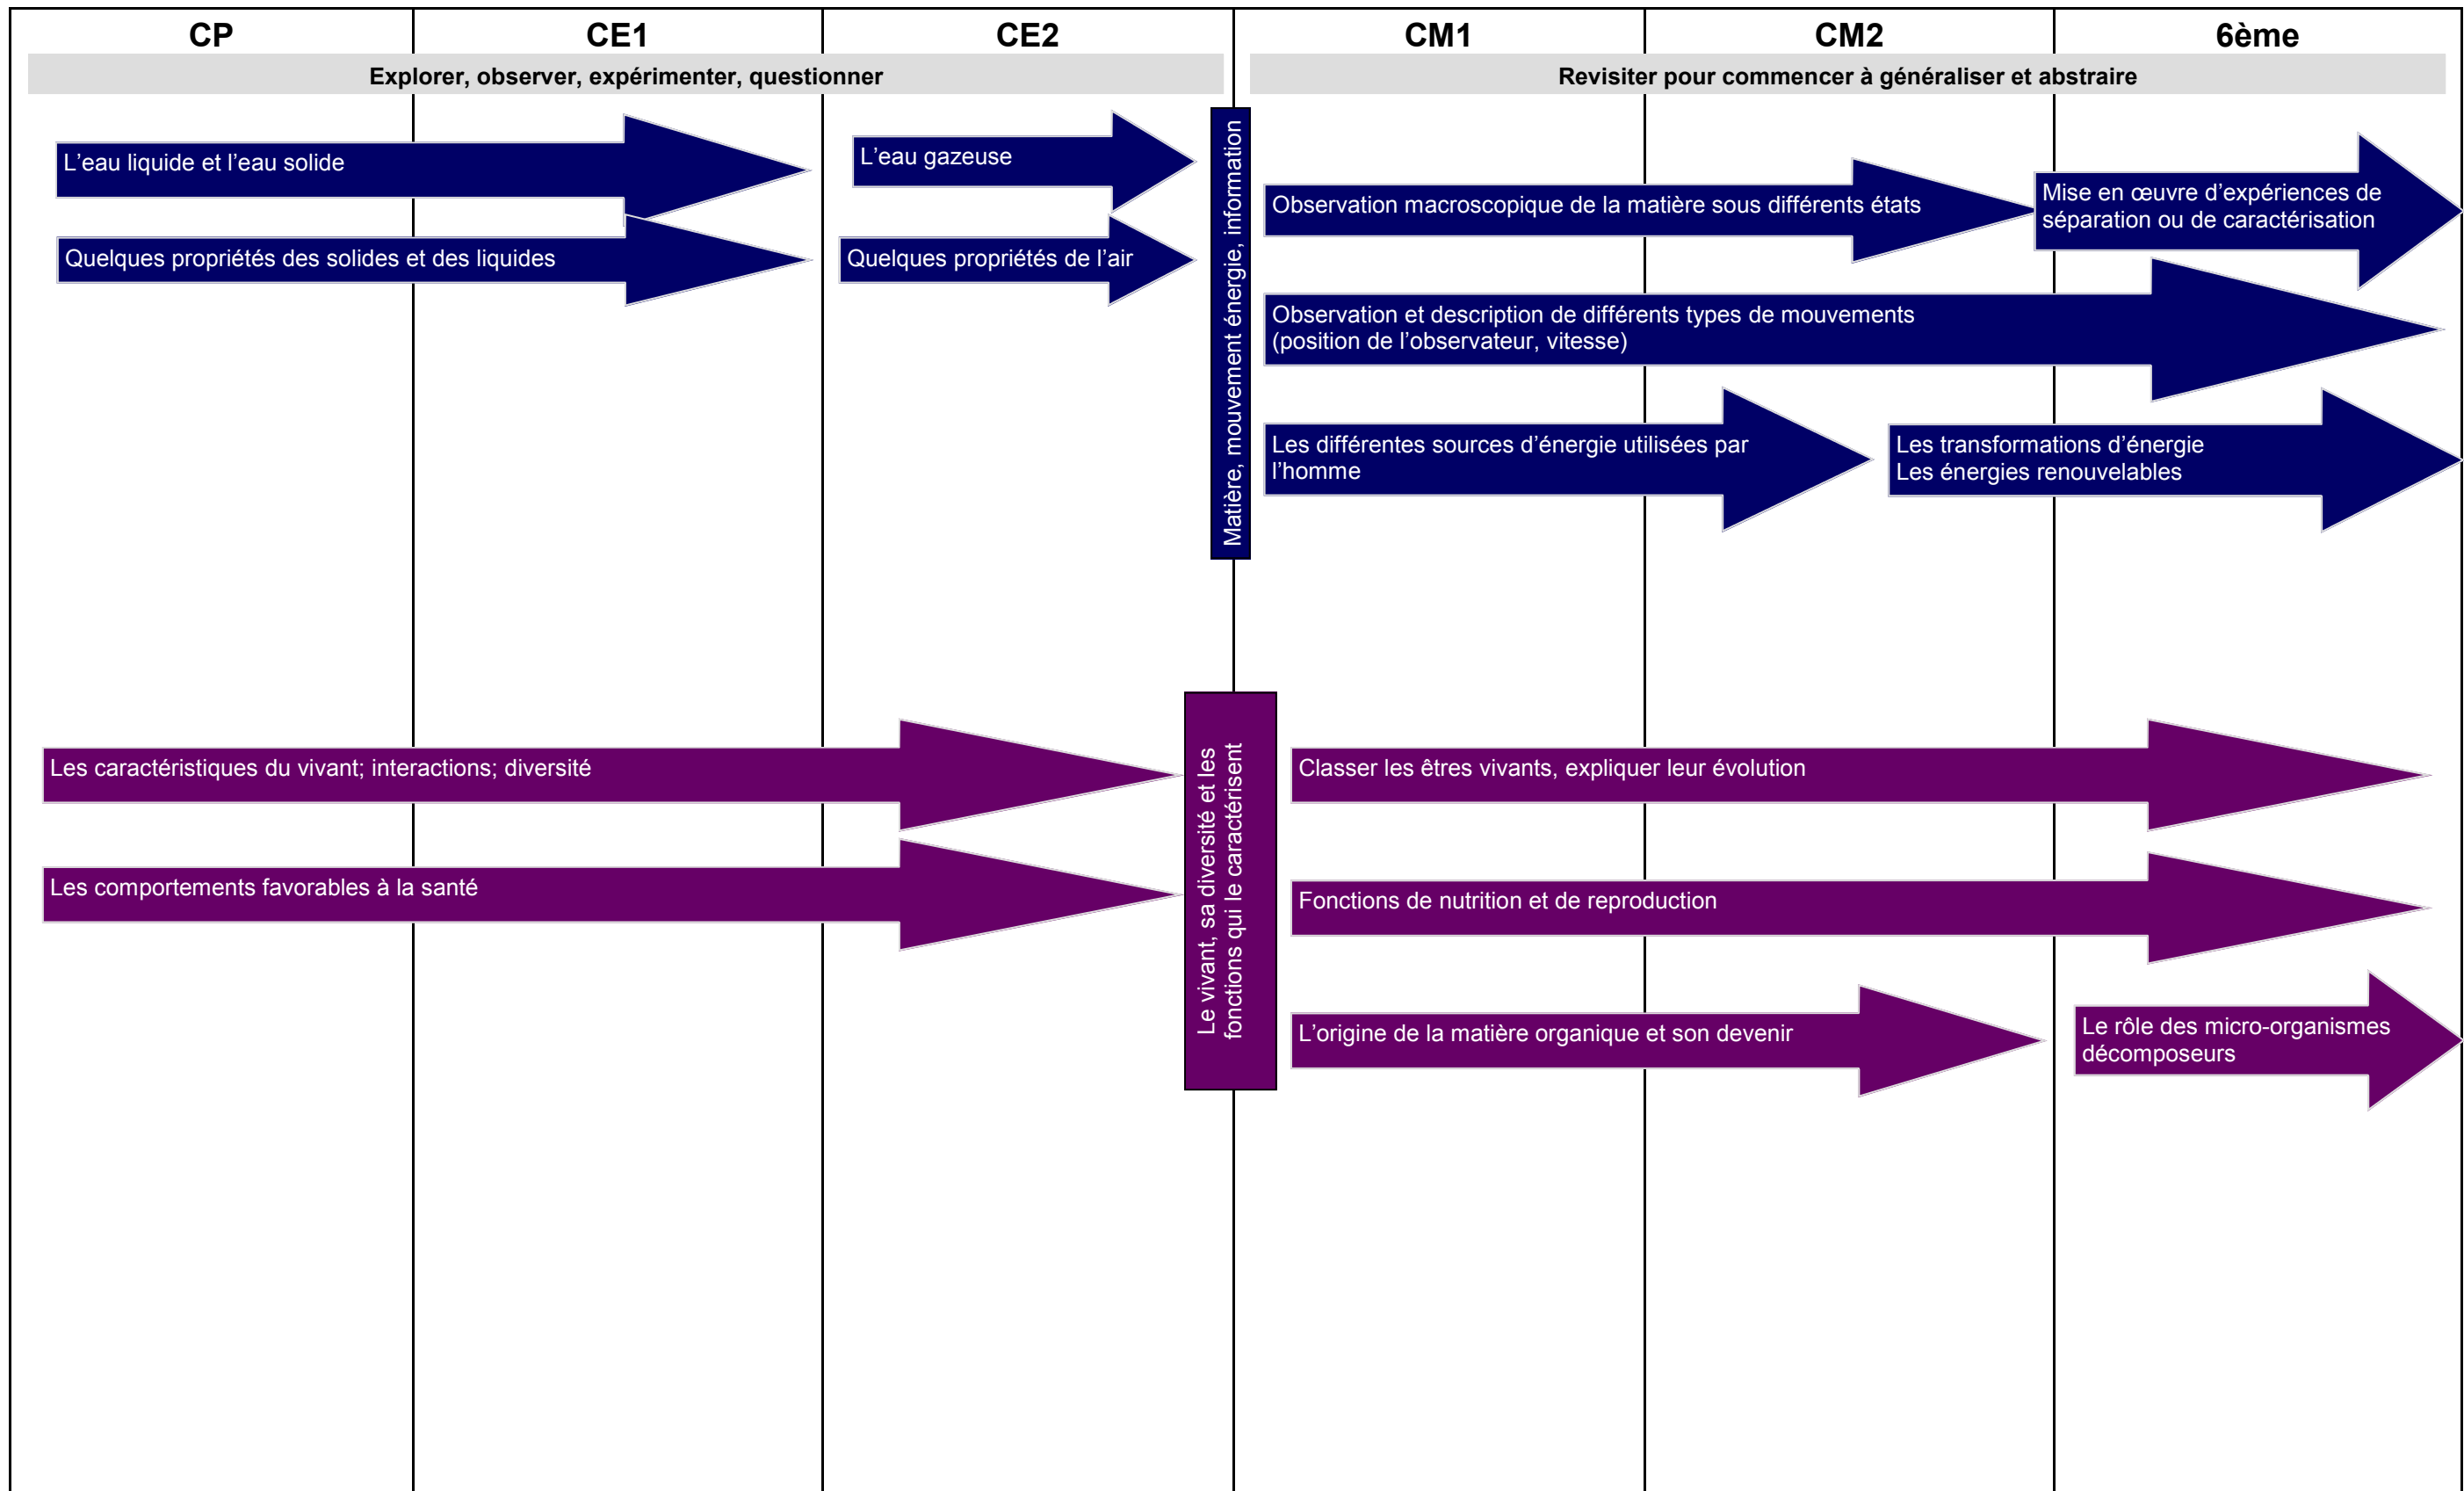 CP
CE1
CE2
CM1
CM2
6ème
Explorer, observer, expérimenter, questionner
Revisiter pour commencer à généraliser et abstraire
L'eau liquide et l'eau solide
L'eau gazeuse
Quelques propriétés des solides et des liquides
Quelques propriétés de l'air
Matière, mouvement énergie, information
Observation macroscopique de la matière sous différents états
Mise en œuvre d'expériences de
séparation ou de caractérisation
Observation et description de différents types de mouvements
(position de l'observateur, vitesse)
Les différentes sources d'énergie utilisées par
l'homme
Les transformations d'énergie
Les énergies renouvelables
Les caractéristiques du vivant; interactions; diversité
Les comportements favorables à la santé
Le vivant, sa diversité et les
fonctions qui le caractérisent
Classer les êtres vivants, expliquer leur évolution
Fonctions de nutrition et de reproduction
L'origine de la matière organique et son devenir
Le rôle des micro-organismes
décomposeurs